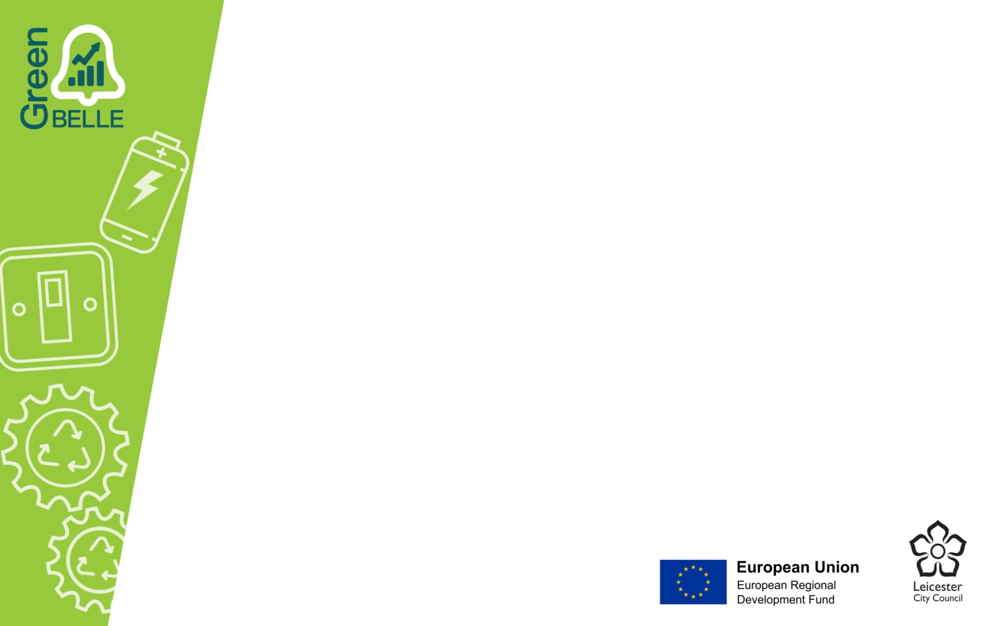 Green
BELLE
European Union
European Regional
Development Fund
Leicester
City Council